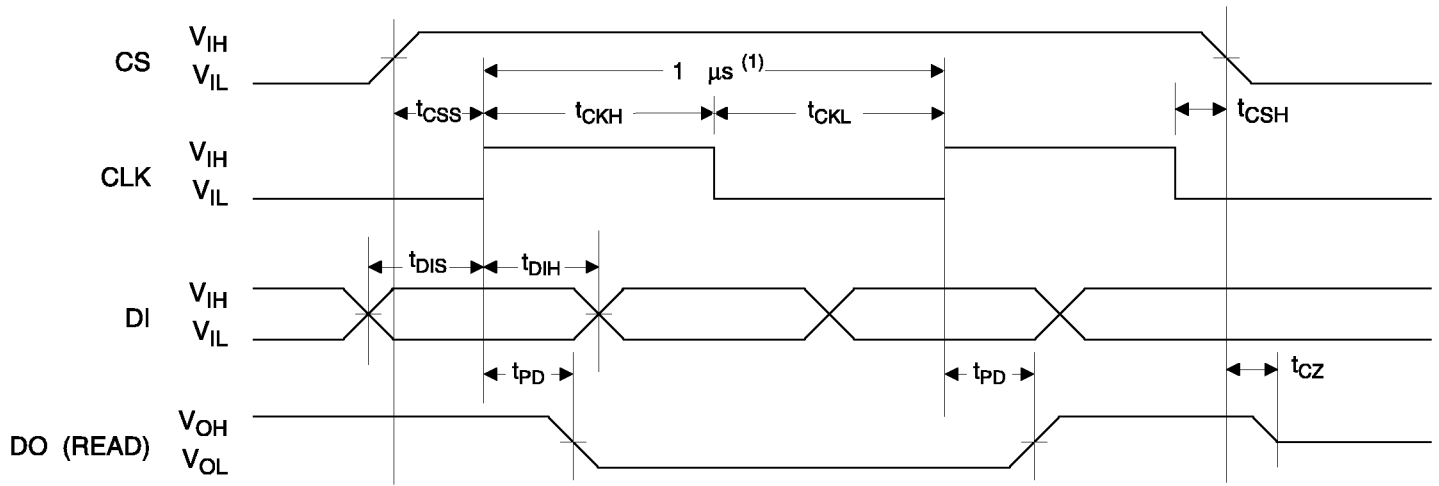 CS
V_IH
V_IL
1 μs (1)
t_CSS
t_CKH
t_CKL
t_CSH
CLK
V_IH
V_IL
t_DIS
t_DIH
DI
V_IH
V_IL
t_PD
t_PD
t_CZ
DO (READ)
V_OH
V_OL